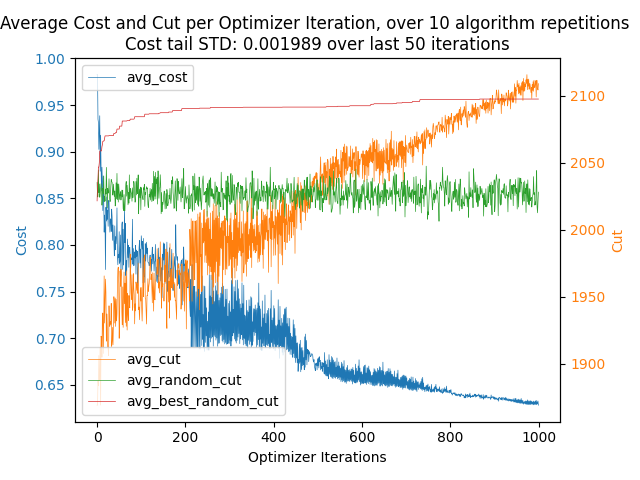 Average Cost and Cut per Optimizer Iteration, over 10 algorithm repetitions
Cost tail STD: 0.001989 over last 50 iterations
avg_cost
1.00
0.95
0.90
0.85
0.80
0.75
0.70
0.65
Cost
2100
2050
2000
1950
1900
Cut
avg_cut
avg_random_cut
avg_best_random_cut
0
200
400
600
800
1000
Optimizer Iterations